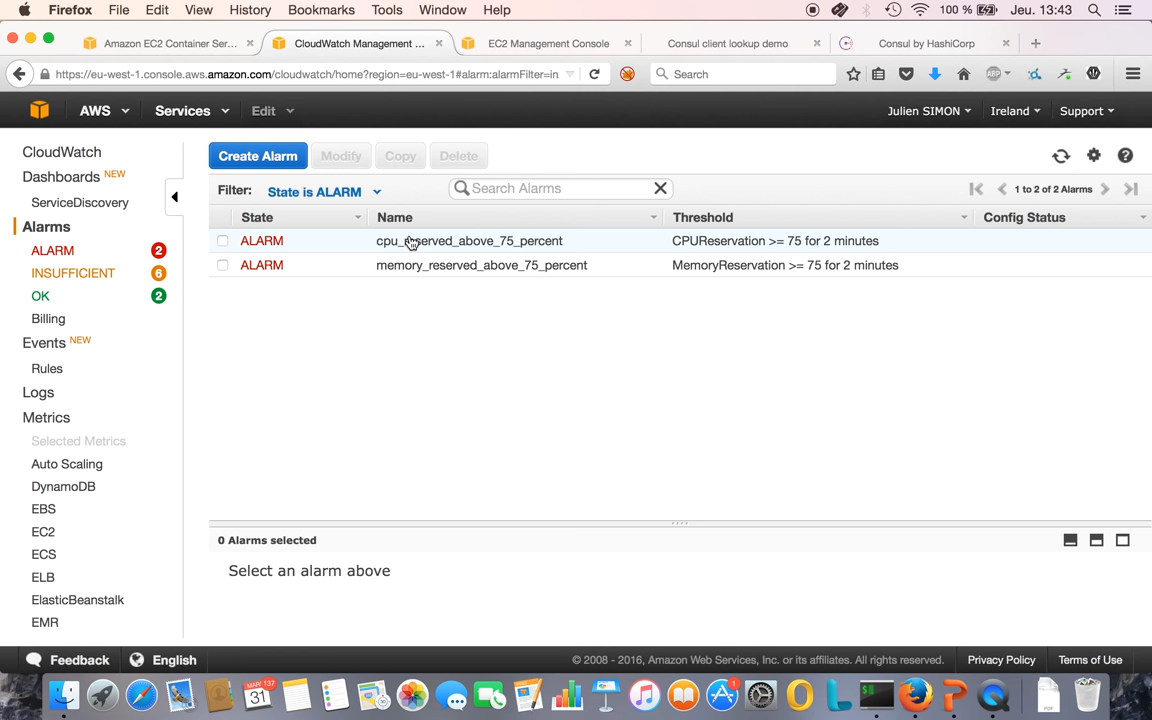 Firefox File Edit View History Bookmarks Tools Window Help 100 % Jeu. 13:43
Amazon EC2 Container Ser... × CloudWatch Management ... × EC2 Management Console × Consul client lookup demo × Consul by HashiCorp × +
https://eu-west-1.console.aws.amazon.com/cloudwatch/home?region=eu-west-1#alarm:alarmFilter=in Search ABP
AWS Services Edit Julien SIMON Ireland Support
CloudWatch
Dashboards NEW
ServiceDiscovery
Alarms
ALARM 2
INSUFFICIENT 6
OK 2
Billing
Events NEW
Rules
Logs
Metrics
Selected Metrics
Auto Scaling
DynamoDB
EBS
EC2
ECS
ELB
ElasticBeanstalk
EMR
Create Alarm Modify Copy Delete
Filter: State is ALARM Search Alarms 1 to 2 of 2 Alarms
State Name Threshold Config Status
ALARM cpu_reserved_above_75_percent CPUReservation >= 75 for 2 minutes
ALARM memory_reserved_above_75_percent MemoryReservation >= 75 for 2 minutes
0 Alarms selected
Select an alarm above
Feedback English © 2008 - 2016, Amazon Web Services, Inc. or its affiliates. All rights reserved. Privacy Policy Terms of Use
MAR 137
31
1
PDF